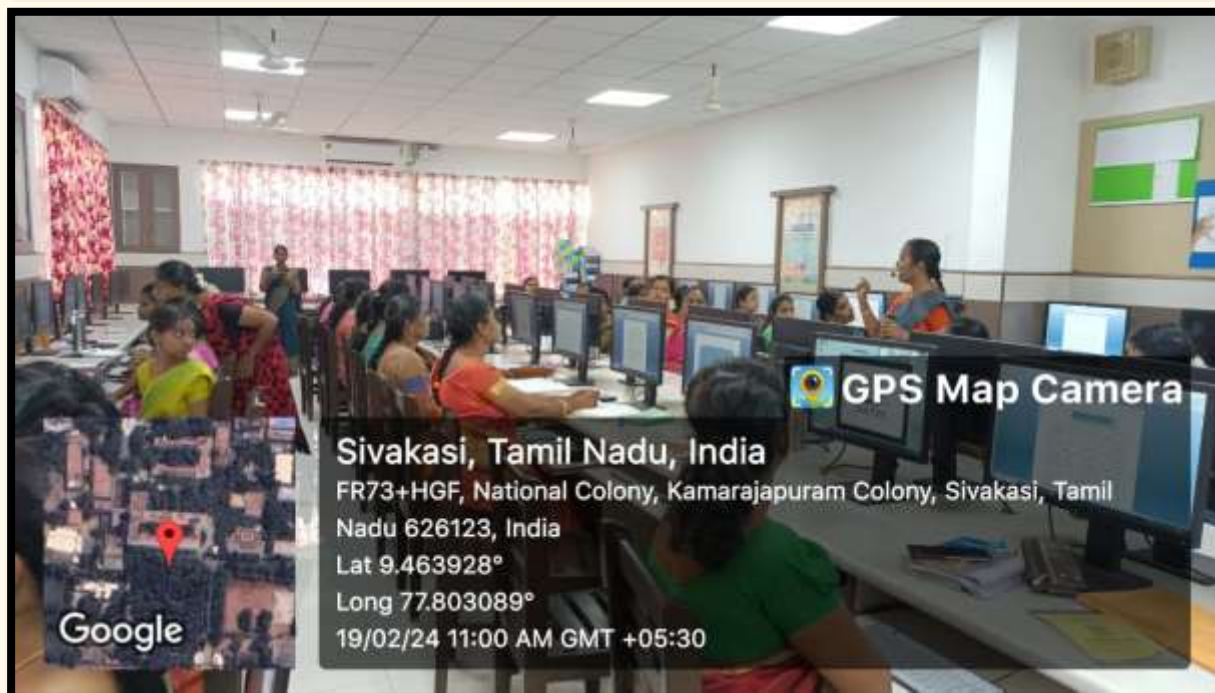 GPS Map Camera
Sivakasi, Tamil Nadu, India
FR73+HGF, National Colony, Kamarajapuram Colony, Sivakasi, Tamil
Nadu 626123, India
Lat 9.463928°
Long 77.803089°
19/02/24 11:00 AM GMT +05:30
Google